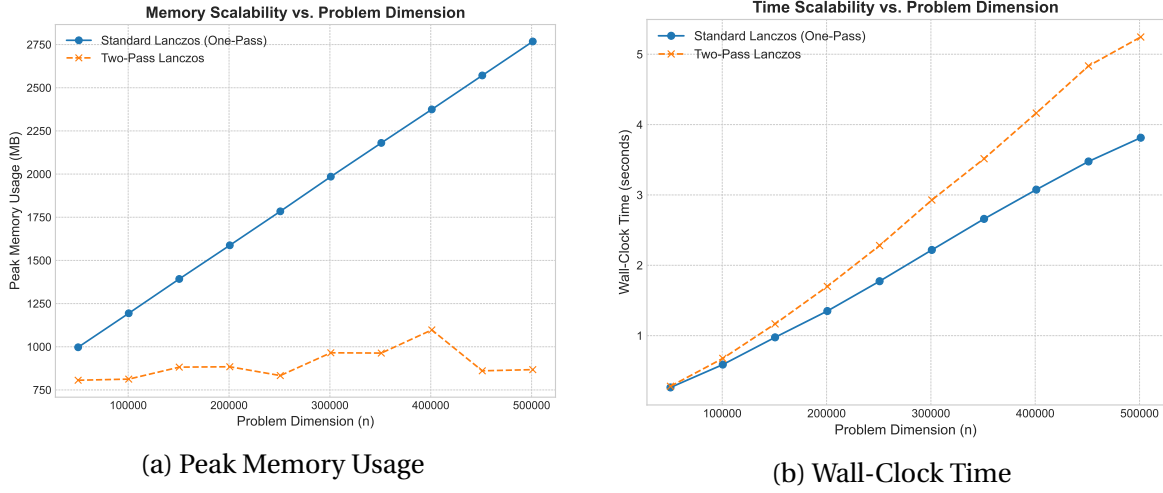 Memory Scalability vs. Problem Dimension
Standard Lanczos (One-Pass)
Two-Pass Lanczos
2750
2500
2250
2000
1750
1500
1250
1000
750
Peak Memory Usage (MB)
100000 200000 300000 400000 500000
Problem Dimension (n)
(a) Peak Memory Usage
Time Scalability vs. Problem Dimension
Standard Lanczos (One-Pass)
Two-Pass Lanczos
5
4
3
2
1
Wall-Clock Time (seconds)
100000 200000 300000 400000 500000
Problem Dimension (n)
(b) Wall-Clock Time